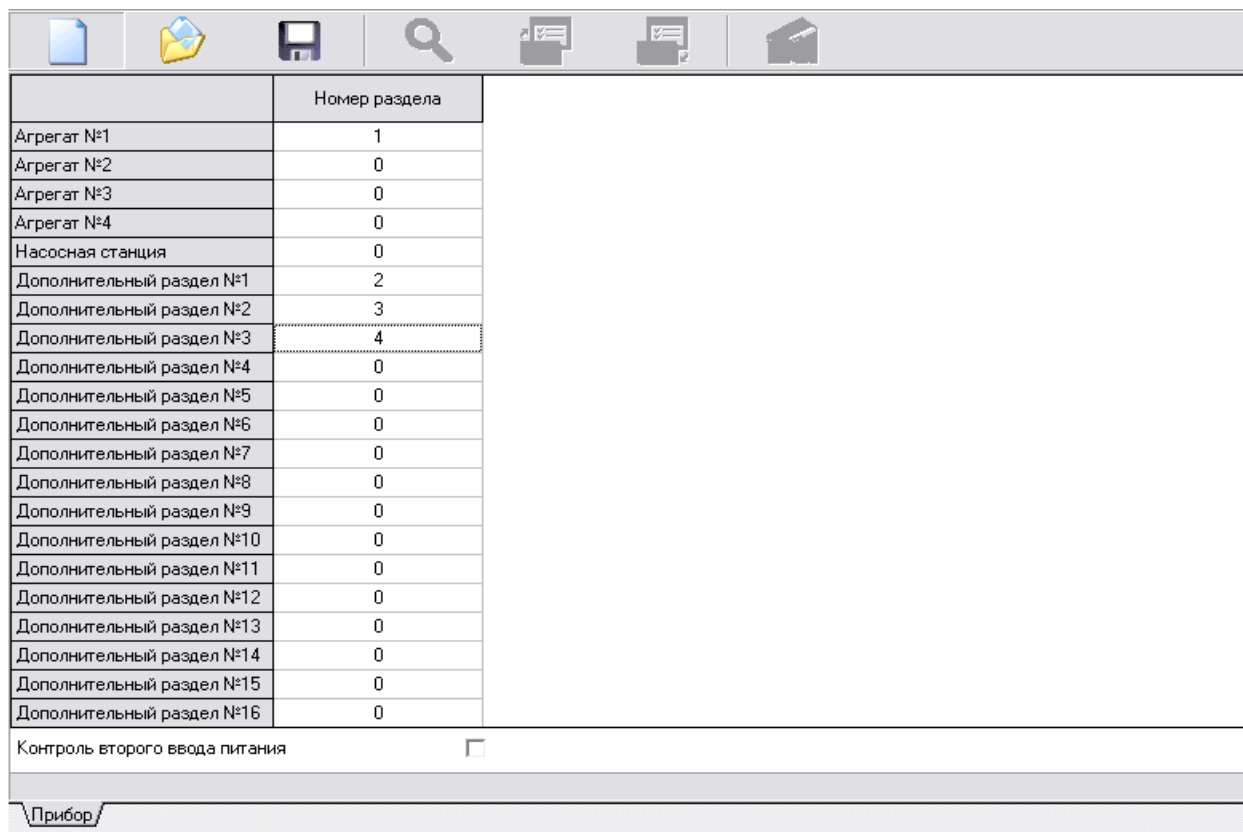 Номер раздела
Агрегат №1 1
Агрегат №2 0
Агрегат №3 0
Агрегат №4 0
Насосная станция 0
Дополнительный раздел №1 2
Дополнительный раздел №2 3
Дополнительный раздел №3 4
Дополнительный раздел №4 0
Дополнительный раздел №5 0
Дополнительный раздел №6 0
Дополнительный раздел №7 0
Дополнительный раздел №8 0
Дополнительный раздел №9 0
Дополнительный раздел №10 0
Дополнительный раздел №11 0
Дополнительный раздел №12 0
Дополнительный раздел №13 0
Дополнительный раздел №14 0
Дополнительный раздел №15 0
Дополнительный раздел №16 0
Контроль второго ввода питания
Прибор